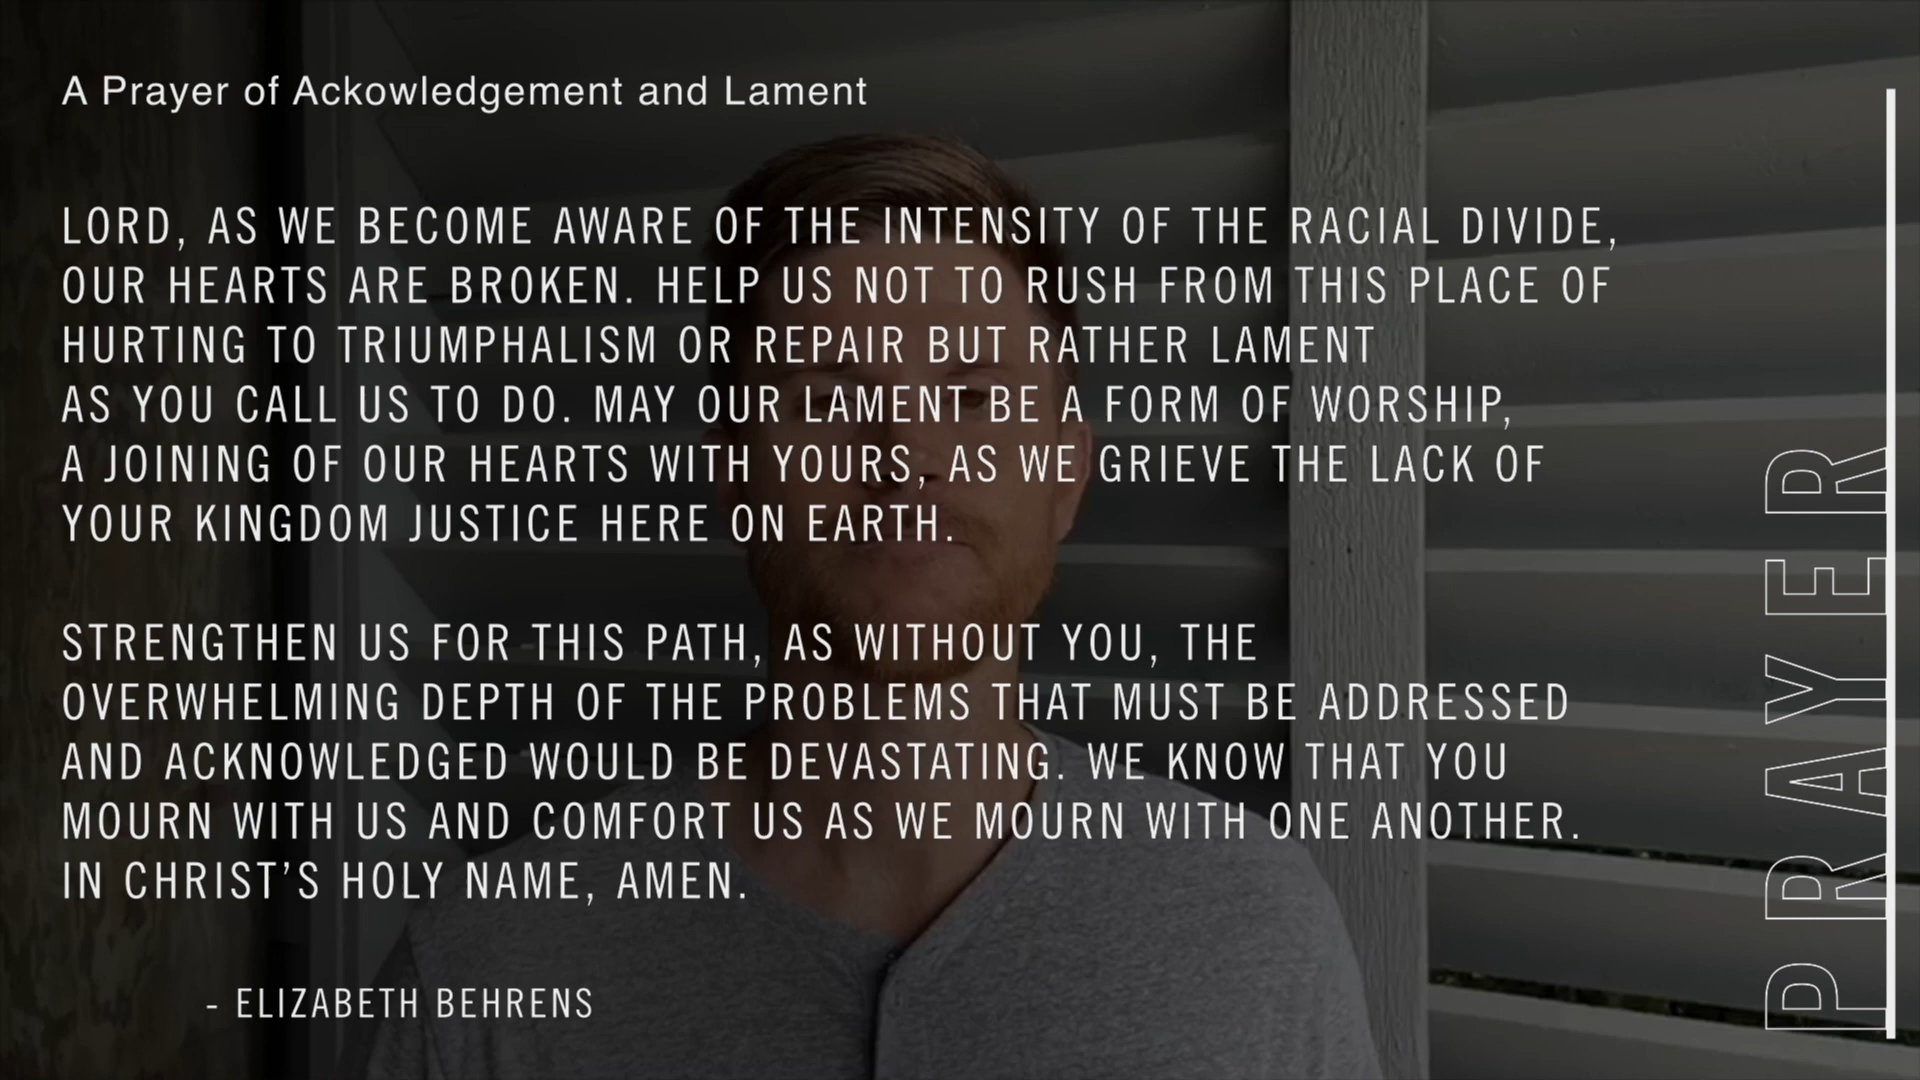 A Prayer of Ackowledgement and Lament
LORD, AS WE BECOME AWARE OF THE INTENSITY OF THE RACIAL DIVIDE,
OUR HEARTS ARE BROKEN. HELP US NOT TO RUSH FROM THIS PLACE OF
HURTING TO TRIUMPHALISM OR REPAIR BUT RATHER LAMENT
AS YOU CALL US TO DO. MAY OUR LAMENT BE A FORM OF WORSHIP,
A JOINING OF OUR HEARTS WITH YOURS, AS WE GRIEVE THE LACK OF
YOUR KINGDOM JUSTICE HERE ON EARTH.
STRENGTHEN US FOR THIS PATH, AS WITHOUT YOU, THE
OVERWHELMING DEPTH OF THE PROBLEMS THAT MUST BE ADDRESSED
AND ACKNOWLEDGED WOULD BE DEVASTATING. WE KNOW THAT YOU
MOURN WITH US AND COMFORT US AS WE MOURN WITH ONE ANOTHER.
IN CHRIST’S HOLY NAME, AMEN.
- ELIZABETH BEHRENS
PRAYER